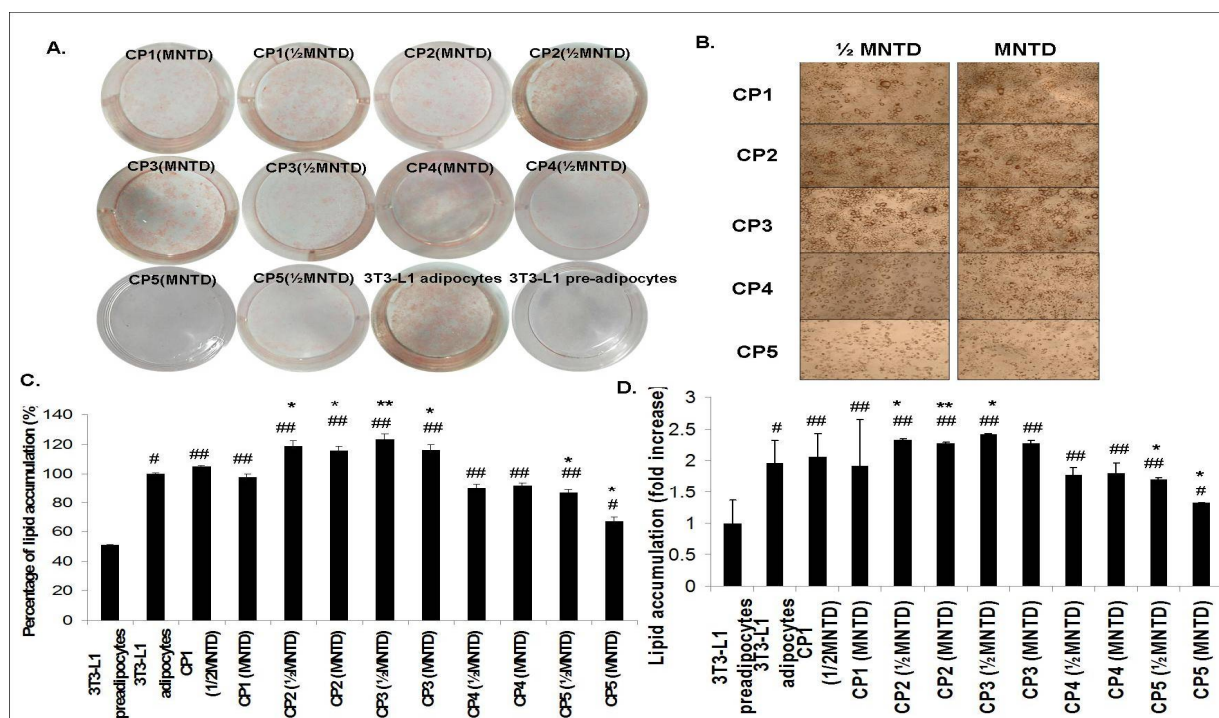 A.
CP1(MNTD) CP1(½MNTD) CP2(MNTD) CP2(½MNTD)
CP3(MNTD) CP3(½MNTD) CP4(MNTD) CP4(½MNTD)
CP5(MNTD) CP5(½MNTD) 3T3-L1 adipocytes 3T3-L1 pre-adipocytes
B.
½ MNTD MNTD
CP1
CP2
CP3
CP4
CP5
C.
Percentage of lipid accumulation (%)
140
120
100
80
60
40
20
0
#
##
##
*
##
*
##
**
##
*
##
##
##
*
##
*
#
3T3-L1
preadipocytes
3T3-L1
adipocytes
CP1
(1/2MNTD)
CP1 (MNTD)
CP2 (½MNTD)
CP2 (MNTD)
CP3 (½MNTD)
CP3 (MNTD)
CP4 (½MNTD)
CP4 (MNTD)
CP5 (½MNTD)
CP5 (MNTD)
D.
Lipid accumulation (fold increase)
3
2.5
2
1.5
1
0.5
0
#
##
##
*
##
**
##
*
##
##
##
##
*
##
*
#
3T3-L1
preadipocytes
3T3-L1
adipocytes
CP1
(1/2MNTD)
CP1 (MNTD)
CP2 (½MNTD)
CP2 (MNTD)
CP3 (½MNTD)
CP3 (MNTD)
CP4 (½MNTD)
CP4 (MNTD)
CP5 (½MNTD)
CP5 (MNTD)